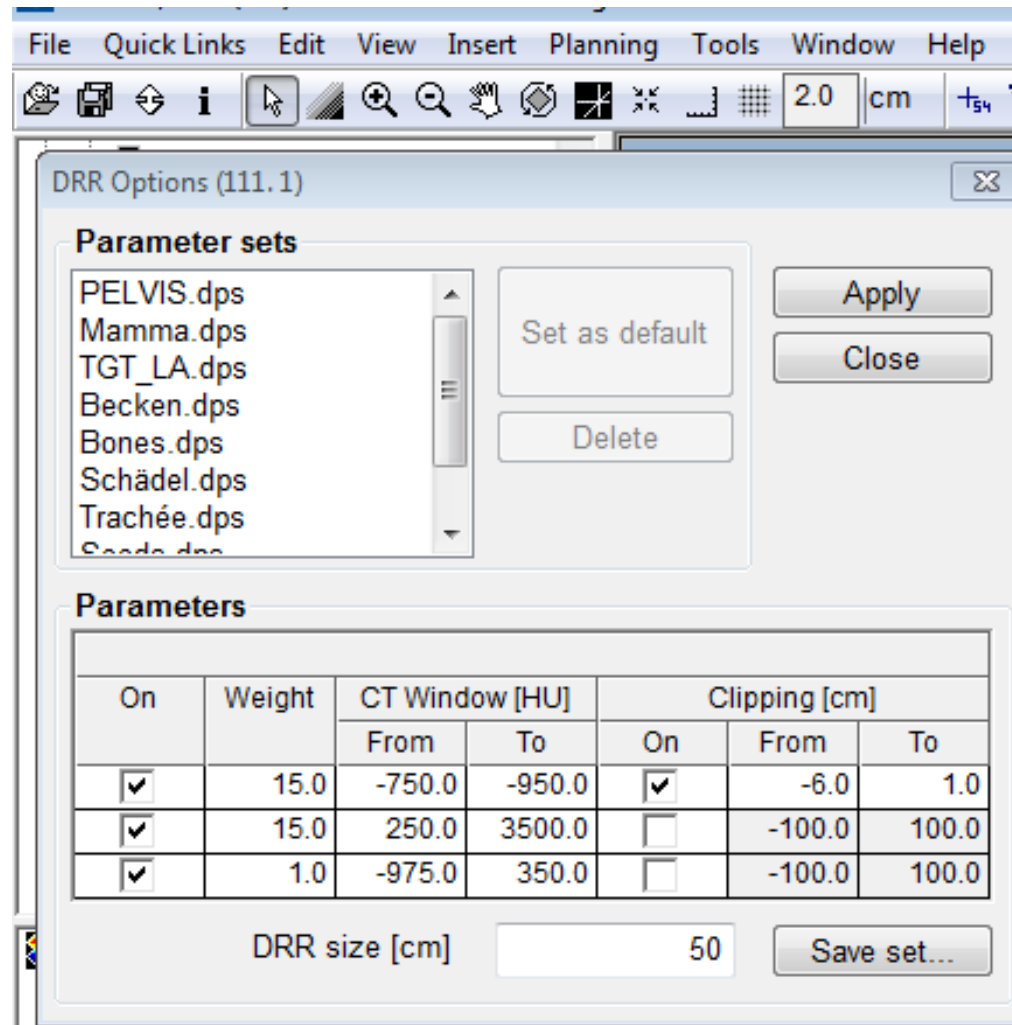 File Quick Links Edit View Insert Planning Tools Window Help
i 2.0 cm +54
DRR Options (111.1)
Parameter sets
PELVIS.dps
Mamma.dps
TGT_LA.dps
Becken.dps
Bones.dps
Schädel.dps
Trachée.dps
Set as default
Delete
Apply
Close
Parameters
On Weight CT Window [HU] Clipping [cm]
From To On From To
15.0 -750.0 -950.0 -6.0 1.0
15.0 250.0 3500.0 -100.0 100.0
1.0 -975.0 350.0 -100.0 100.0
DRR size [cm] 50 Save set...